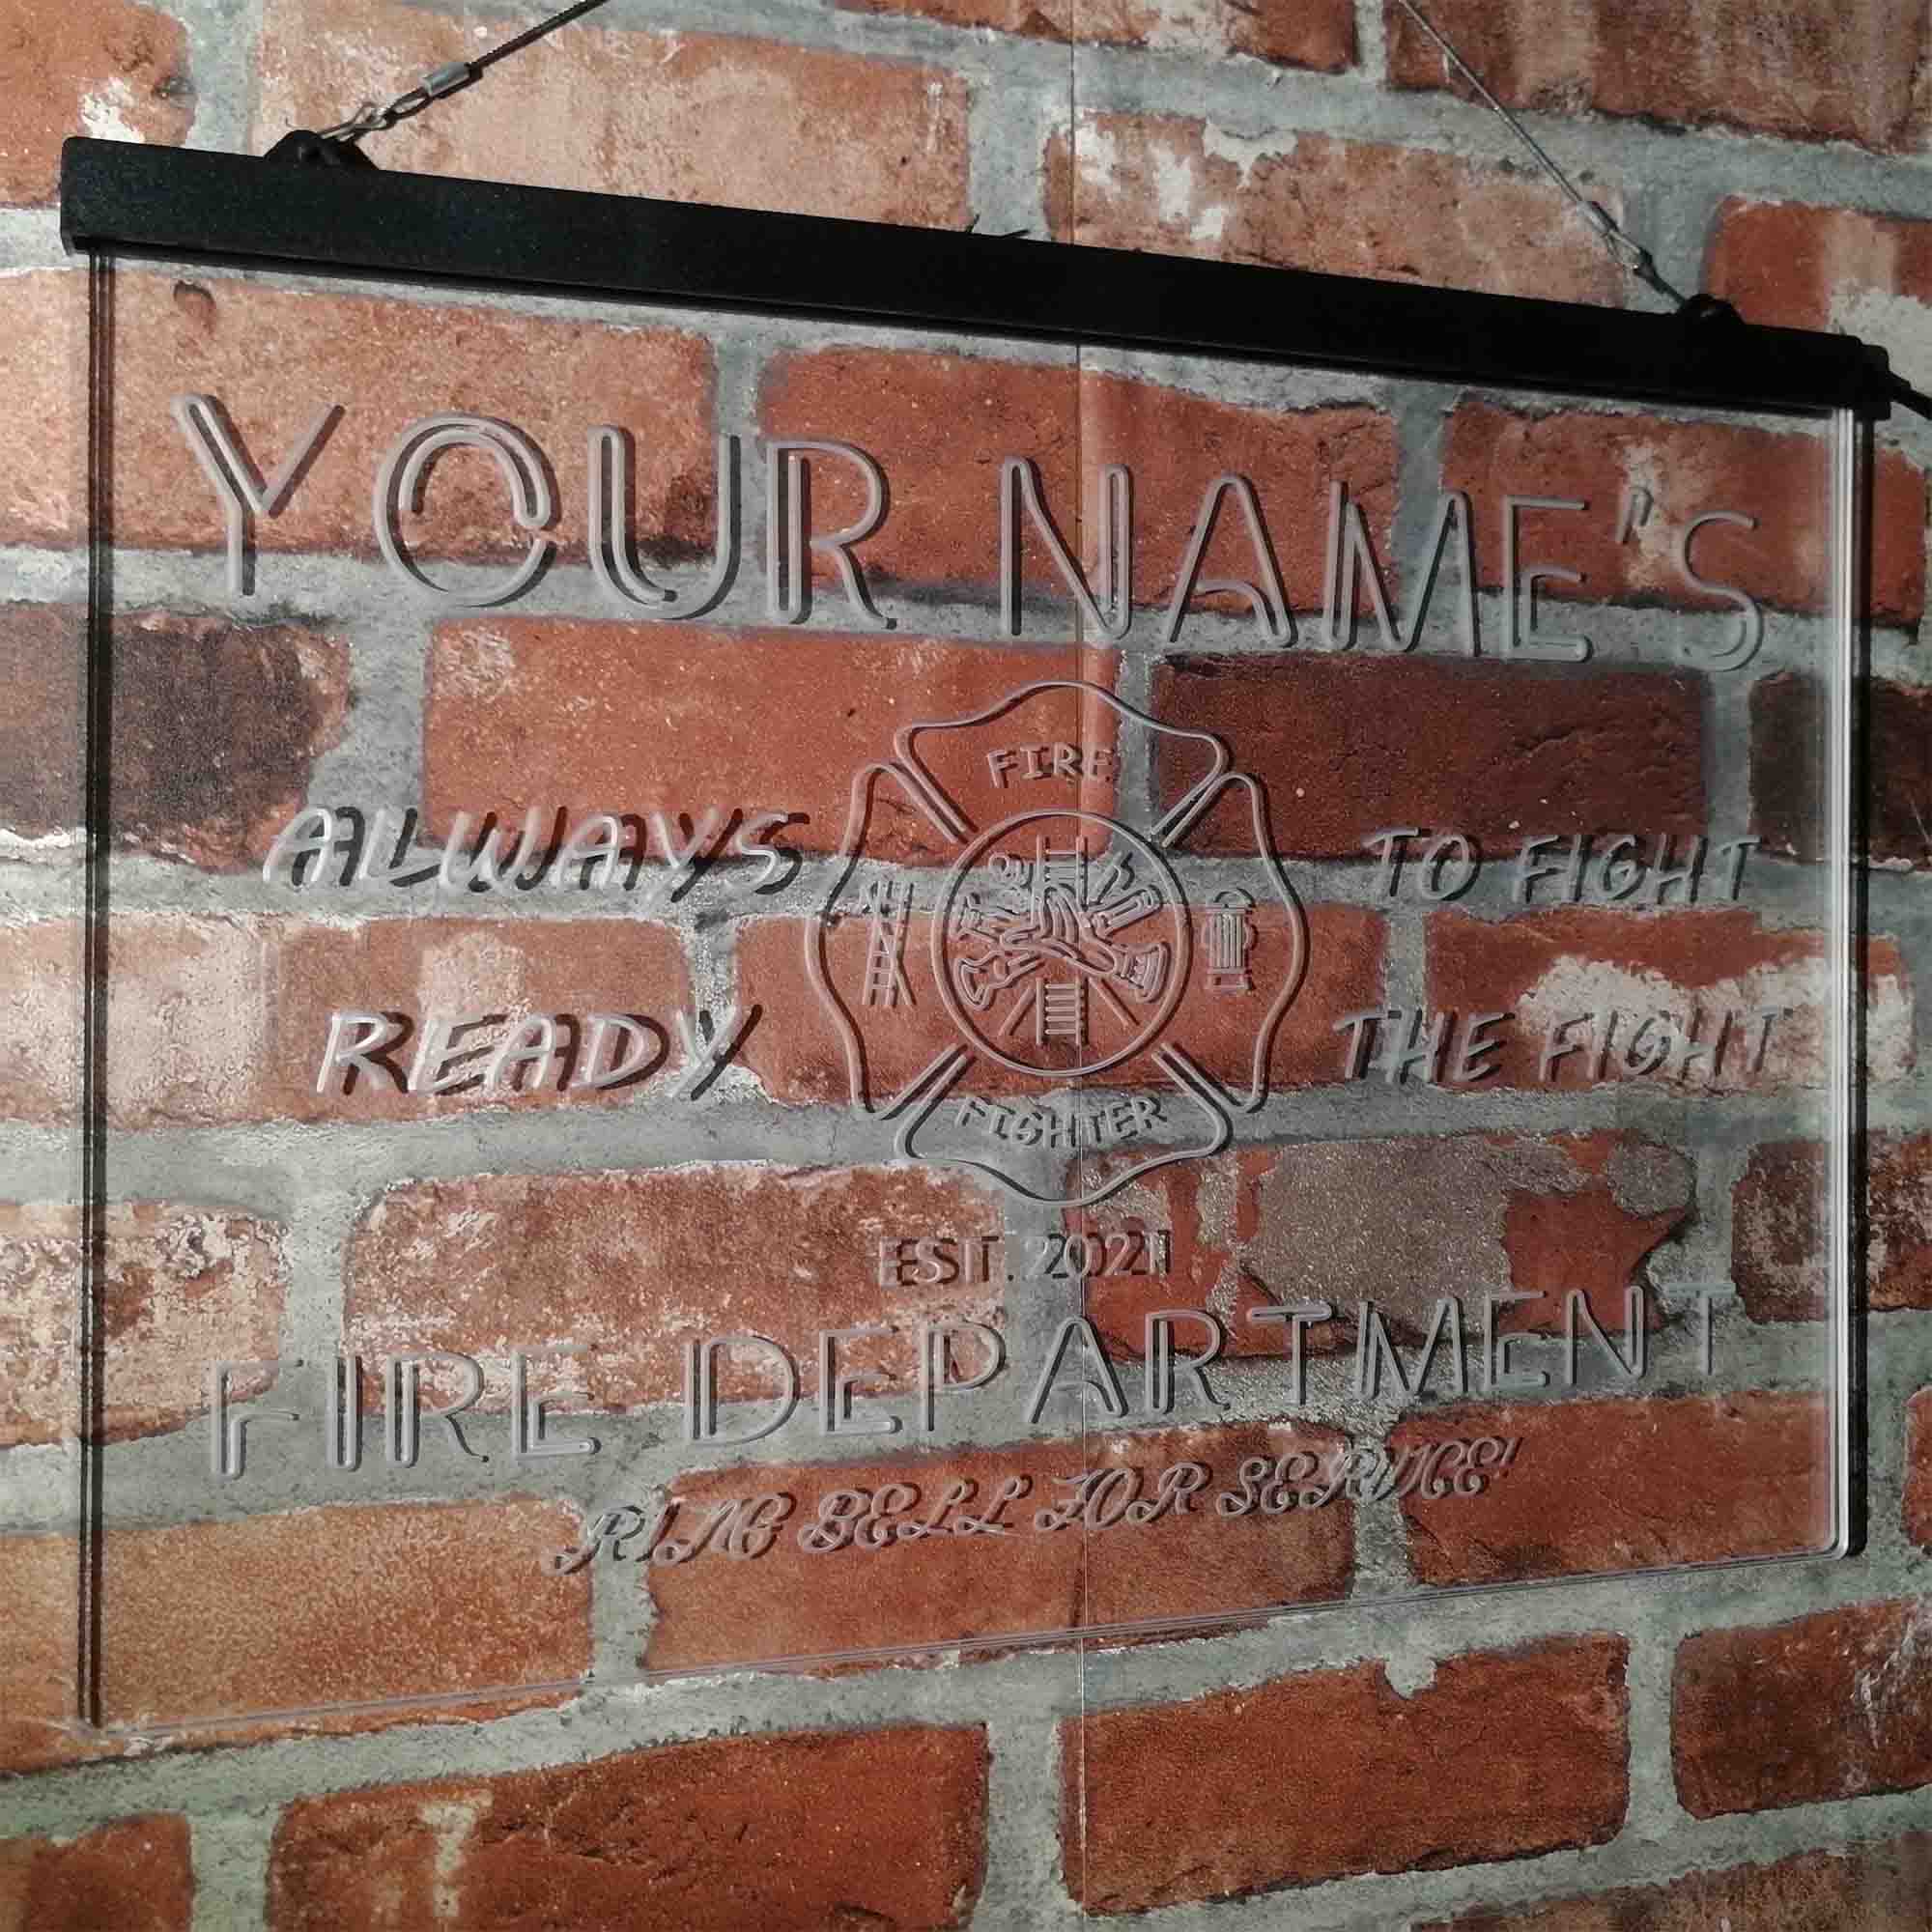 YOUR NAME'S
FIRE
ALWAYS
TO FIGHT
READY
THE FIGHT
FIGHTER
EST. 2021
FIRE DEPARTMENT
RING BELL FOR SERVICE!